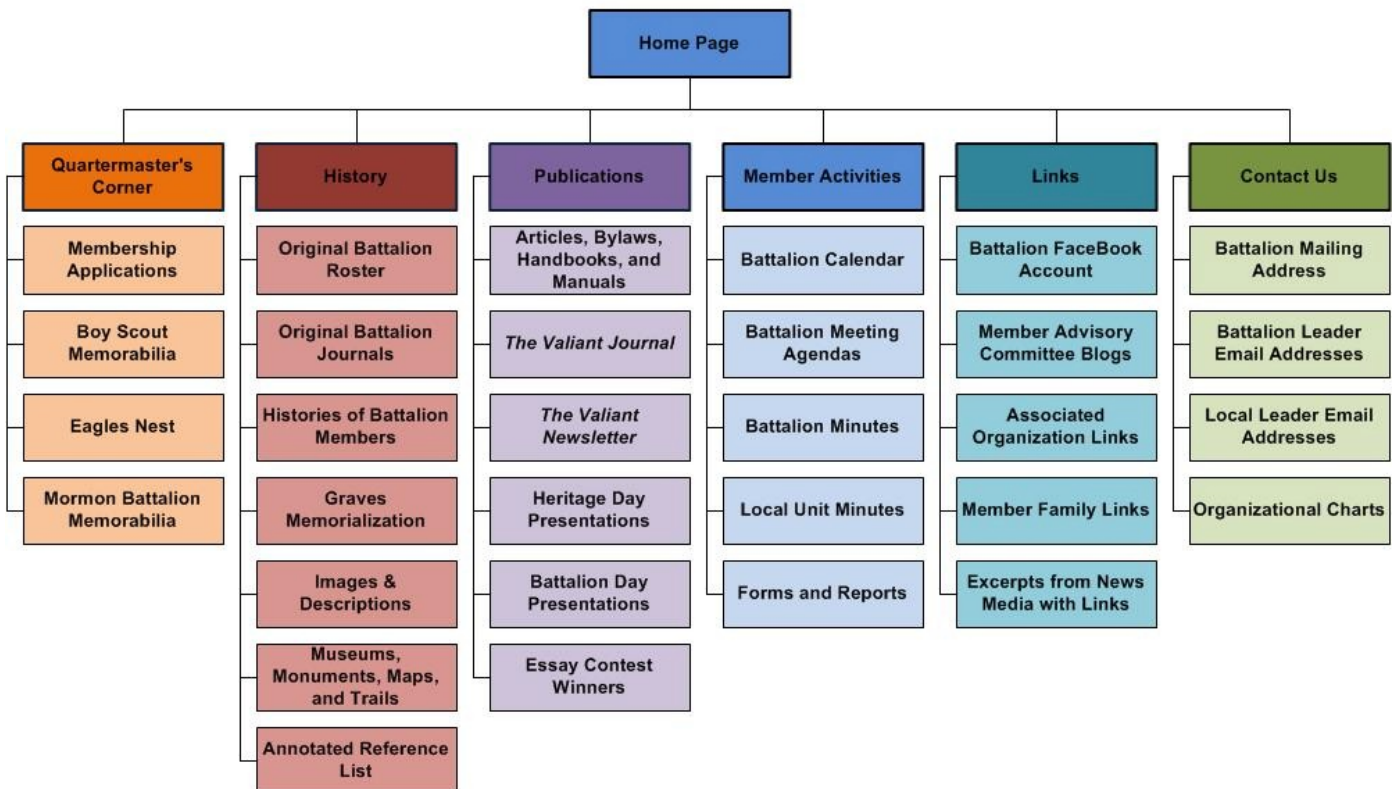 Home Page
Quartermaster's
Corner
Membership
Applications
Boy Scout
Memorabilia
Eagles Nest
Mormon Battalion
Memorabilia
History
Original Battalion
Roster
Original Battalion
Journals
Histories of Battalion
Members
Graves
Memorialization
Images &
Descriptions
Museums,
Monuments, Maps,
and Trails
Annotated Reference
List
Publications
Articles, Bylaws,
Handbooks, and
Manuals
The Valiant Journal
The Valiant
Newsletter
Heritage Day
Presentations
Battalion Day
Presentations
Essay Contest
Winners
Member Activities
Battalion Calendar
Battalion Meeting
Agendas
Battalion Minutes
Local Unit Minutes
Forms and Reports
Links
Battalion FaceBook
Account
Member Advisory
Committee Blogs
Associated
Organization Links
Member Family Links
Excerpts from News
Media with Links
Contact Us
Battalion Mailing
Address
Battalion Leader
Email Addresses
Local Leader Email
Addresses
Organizational Charts